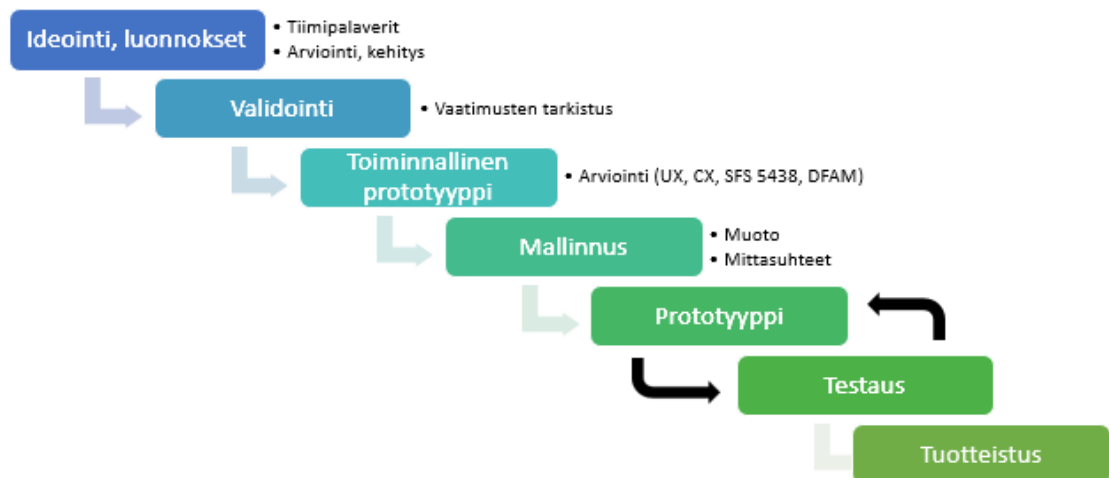 Ideointi, luonnokset
• Tiimipalaverit
• Arviointi, kehitys
Validointi
• Vaatimusten tarkistus
Toiminnallinen
prototyyppi
• Arviointi (UX, CX, SFS 5438, DFAM)
Mallinnus
• Muoto
• Mittasuhteet
Prototyyppi
Testaus
Tuotteistus